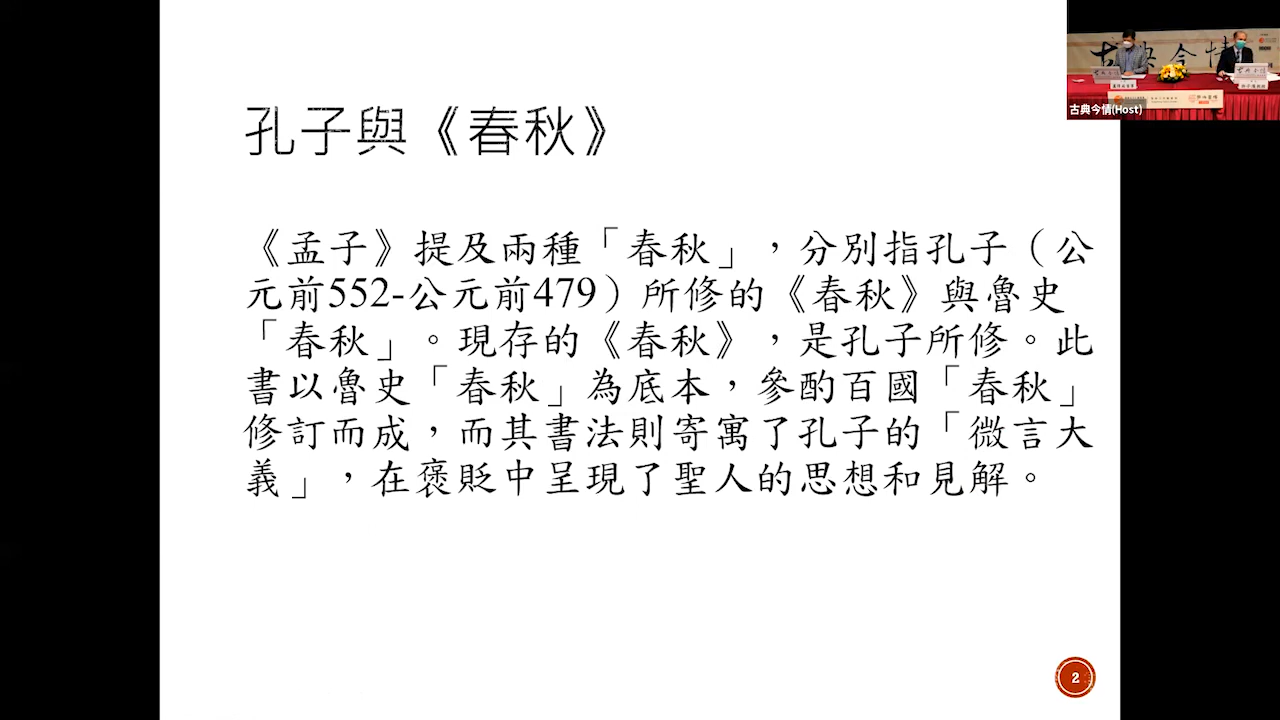 孔子與《春秋》
《孟子》提及兩種「春秋」，分別指孔子（公
元前552-公元前479）所修的《春秋》與魯史
「春秋」。現存的《春秋》，是孔子所修。此
書以魯史「春秋」為底本，參酌百國「春秋」
修訂而成，而其書法則寄寓了孔子的「微言大
義」，在褒貶中呈現了聖人的思想和見解。
2
古典今情
古典今情(Host)